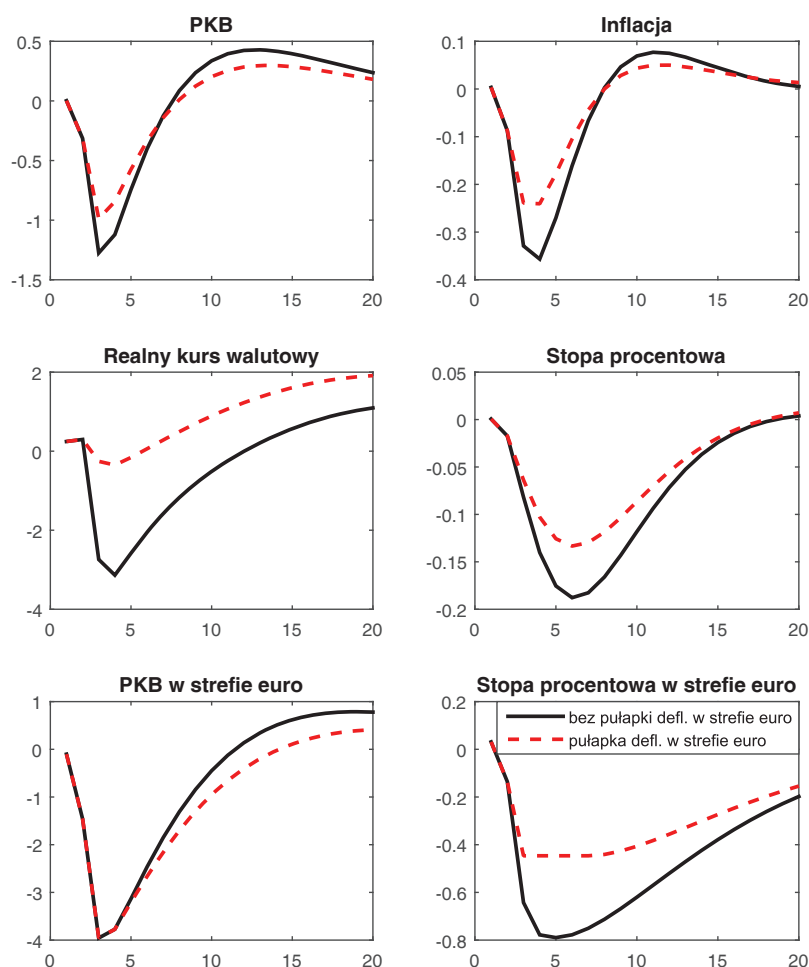 PKB
0.5
0
-0.5
-1
-1.5
0 5 10 15 20
Inflacja
0.1
0
-0.1
-0.2
-0.3
-0.4
0 5 10 15 20
Realny kurs walutowy
2
0
-2
-4
0 5 10 15 20
Stopa procentowa
0.05
0
-0.05
-0.1
-0.15
-0.2
0 5 10 15 20
PKB w strefie euro
1
0
-1
-2
-3
-4
0 5 10 15 20
Stopa procentowa w strefie euro
bez pułapki defl. w strefie euro
pułapka defl. w strefie euro
0.2
0
-0.2
-0.4
-0.6
-0.8
0 5 10 15 20